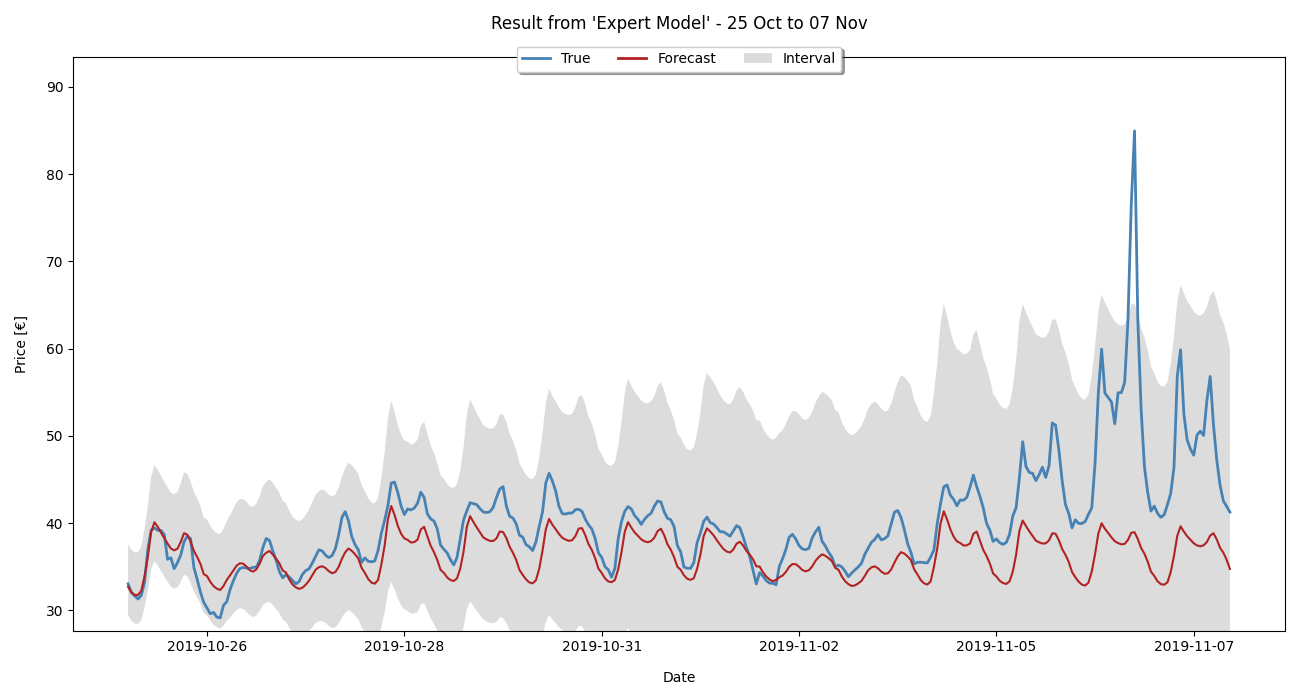 Result from 'Expert Model' - 25 Oct to 07 Nov
True Forecast Interval
90
80
70
60
50
40
30
Price [€]
2019-10-26 2019-10-28 2019-10-31 2019-11-02 2019-11-05 2019-11-07
Date